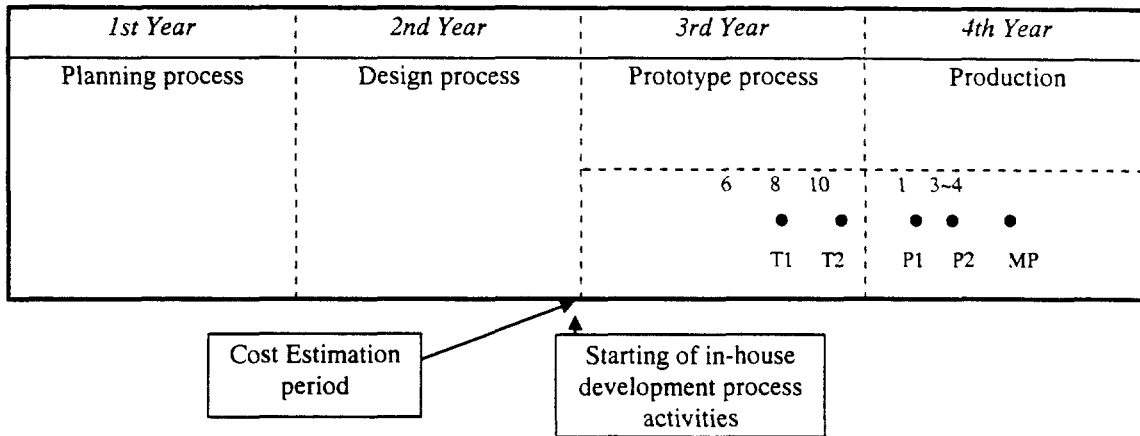 1st Year 2nd Year 3rd Year 4th Year
Planning process Design process Prototype process Production
6 8 10 1 3~4
T1 T2 P1 P2 MP
Cost Estimation
period
Starting of in-house
development process
activities